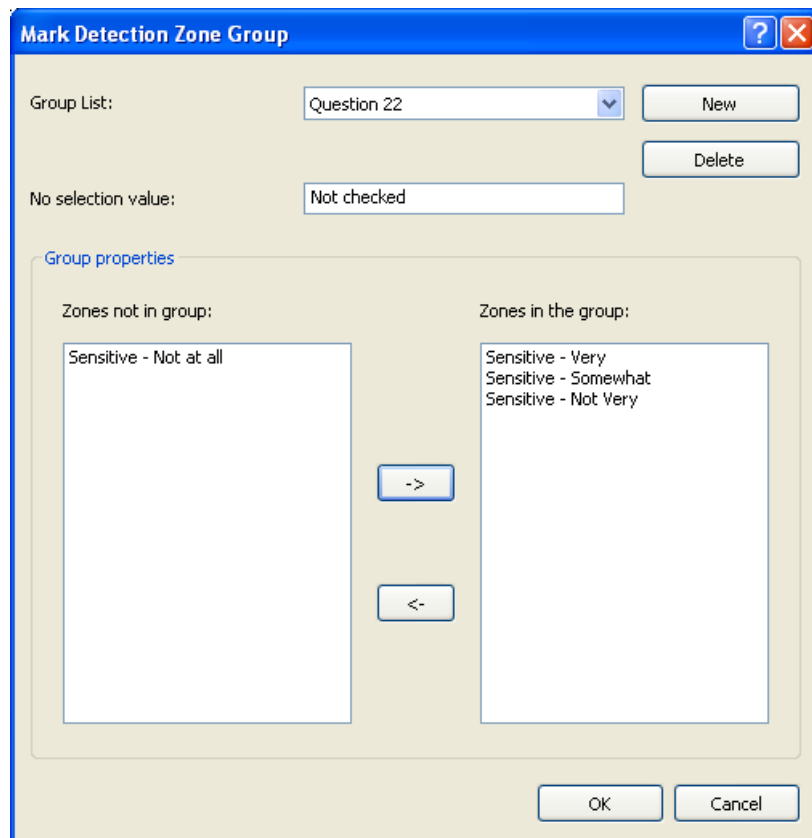 Mark Detection Zone Group
?
Group List:
Question 22
New
Delete
No selection value:
Not checked
Group properties
Zones not in group:
Zones in the group:
Sensitive - Not at all
Sensitive - Very
Sensitive - Somewhat
Sensitive - Not Very
->
<-
OK
Cancel